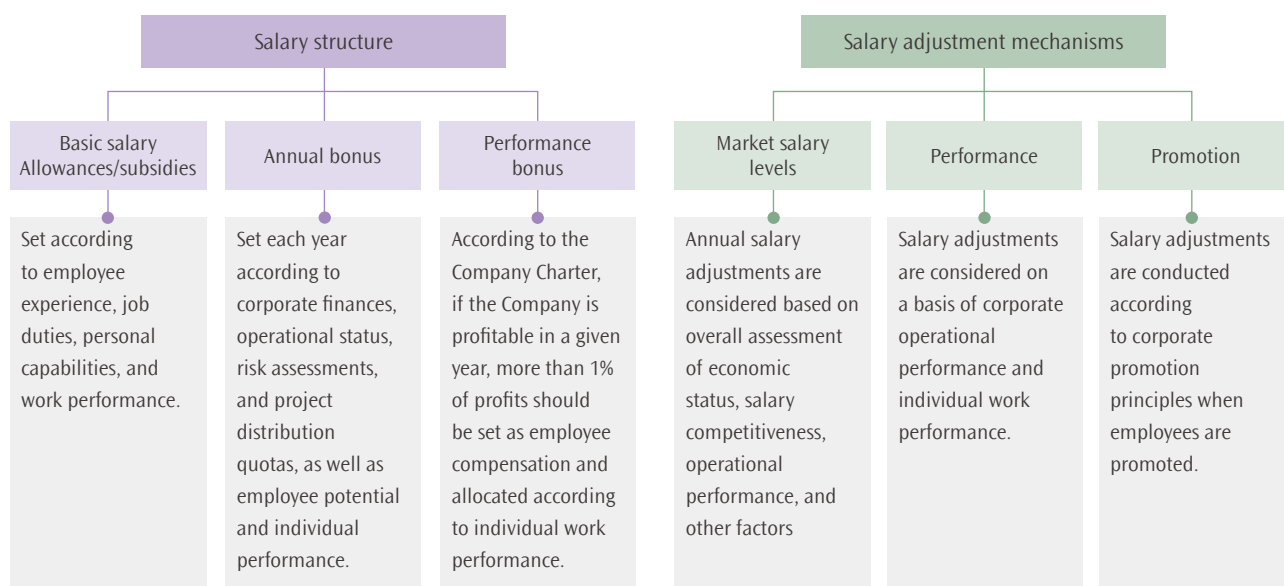 Salary structure
Basic salary
Allowances/subsidies
Set according
to employee
experience, job
duties, personal
capabilities, and
work performance.
Annual bonus
Set each year
according to
corporate finances,
operational status,
risk assessments,
and project
distribution
quotas, as well as
employee potential
and individual
performance.
Performance
bonus
According to the
Company Charter,
if the Company is
profitable in a given
year, more than 1%
of profits should
be set as employee
compensation and
allocated according
to individual work
performance.
Salary adjustment mechanisms
Market salary
levels
Annual salary
adjustments are
considered based on
overall assessment
of economic
status, salary
competitiveness,
operational
performance, and
other factors
Performance
Salary adjustments
are considered on
a basis of corporate
operational
performance and
individual work
performance.
Promotion
Salary adjustments
are conducted
according
to corporate
promotion
principles when
employees are
promoted.